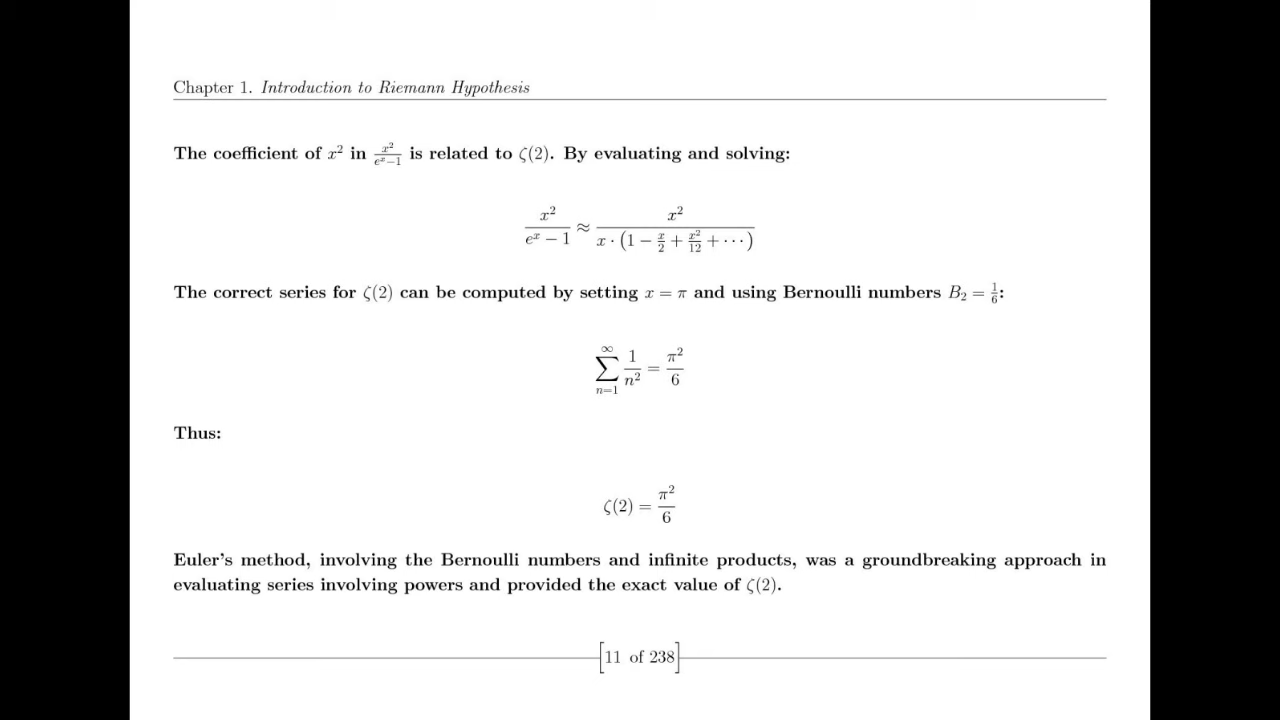 Chapter 1. Introduction to Riemann Hypothesis
The coefficient of x² in x²/(eˣ−1) is related to ζ(2). By evaluating and solving:
x²/(eˣ − 1) ≈ x²/(x · (1 − x/2 + x²/12 + ···))
The correct series for ζ(2) can be computed by setting x = π and using Bernoulli numbers B₂ = 1/6:
∑_{n=1}^{∞} 1/n² = π²/6
Thus:
ζ(2) = π²/6
Euler's method, involving the Bernoulli numbers and infinite products, was a groundbreaking approach in
evaluating series involving powers and provided the exact value of ζ(2).
[11 of 238]